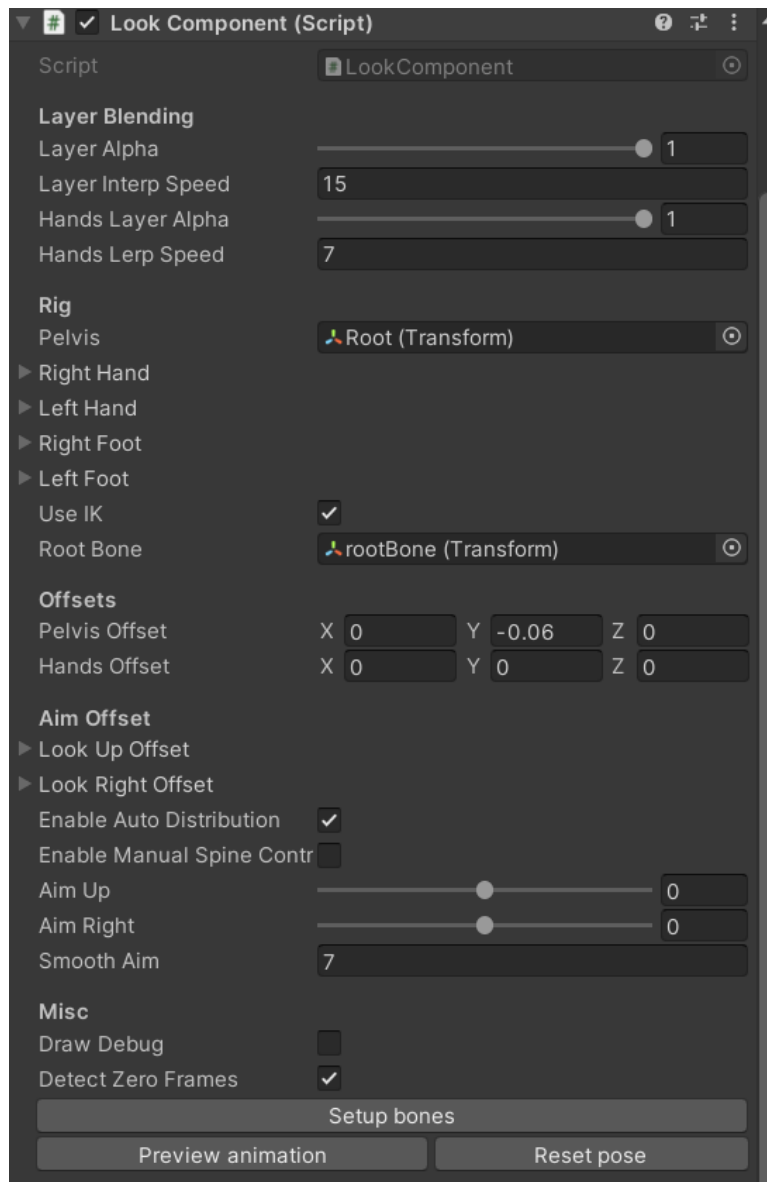 # Look Component (Script)
Script LookComponent
Layer Blending
Layer Alpha 1
Layer Interp Speed 15
Hands Layer Alpha 1
Hands Lerp Speed 7
Rig
Pelvis Root (Transform)
Right Hand
Left Hand
Right Foot
Left Foot
Use IK
Root Bone rootBone (Transform)
Offsets
Pelvis Offset X 0 Y -0.06 Z 0
Hands Offset X 0 Y 0 Z 0
Aim Offset
Look Up Offset
Look Right Offset
Enable Auto Distribution
Enable Manual Spine Contr
Aim Up 0
Aim Right 0
Smooth Aim 7
Misc
Draw Debug
Detect Zero Frames
Setup bones
Preview animation Reset pose